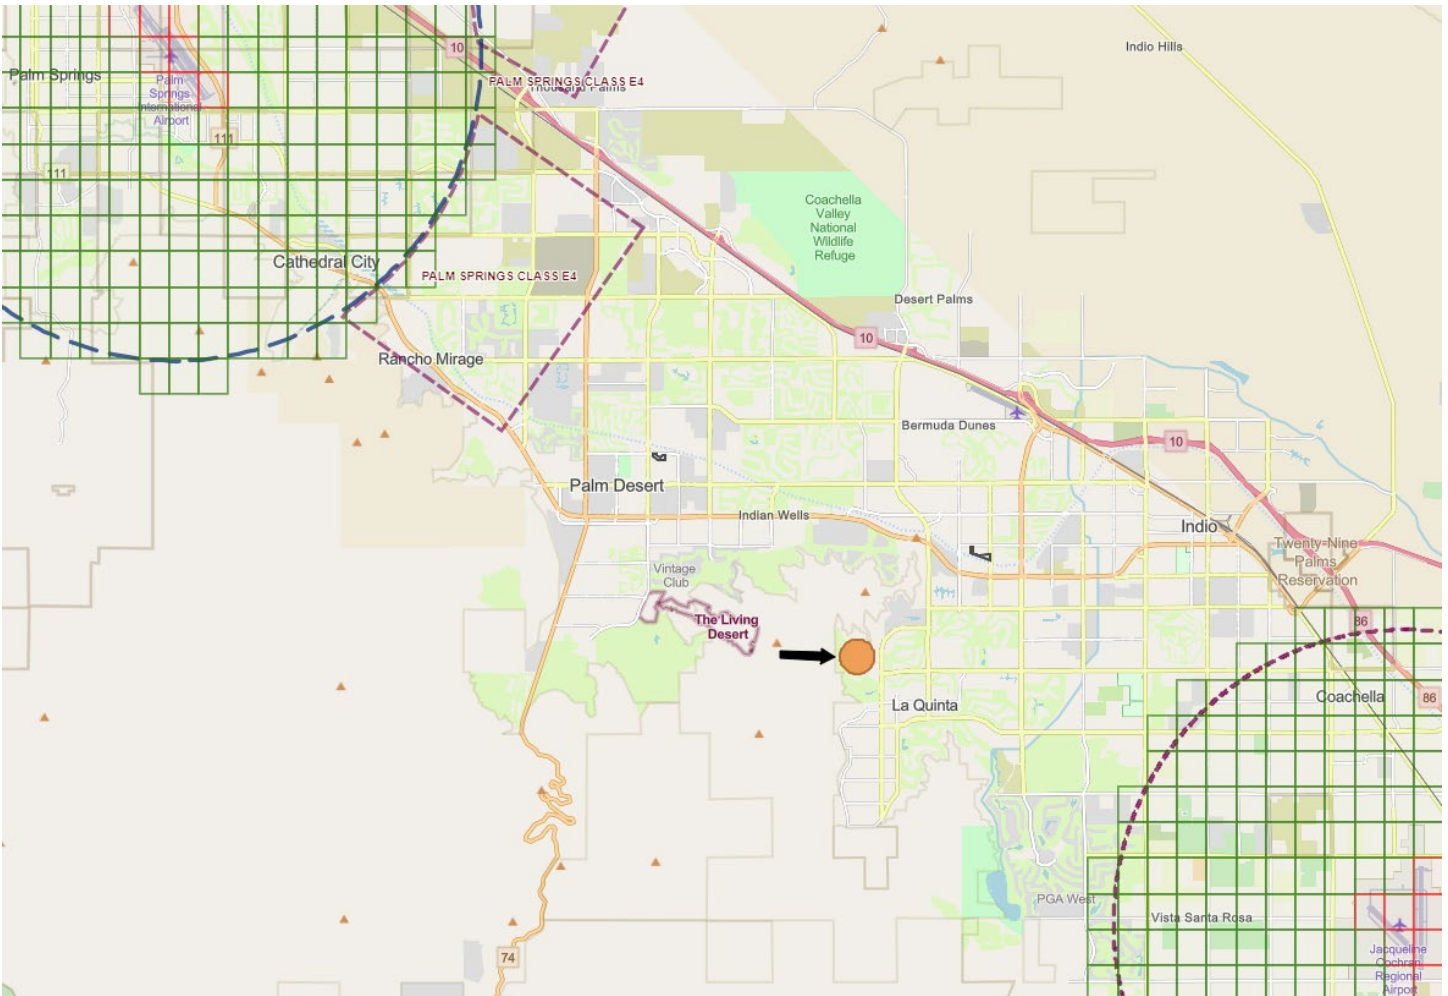 Indio Hills
10
Palm Springs
Palm
Springs
International
Airport
PALM SPRINGS CLASS E4
Thousand Palms
111
111
Coachella
Valley
National
Wildlife
Refuge
Cathedral City
PALM SPRINGS CLASS E4
Desert Palms
10
Rancho Mirage
Bermuda Dunes
10
Palm Desert
Indian Wells
Indio
Twenty-Nine
Palms
Reservation
Vintage
Club
The Living
Desert
86
La Quinta
Coachella
86
PGA West
Vista Santa Rosa
74
Jacqueline
Cochran
Regional
Airport